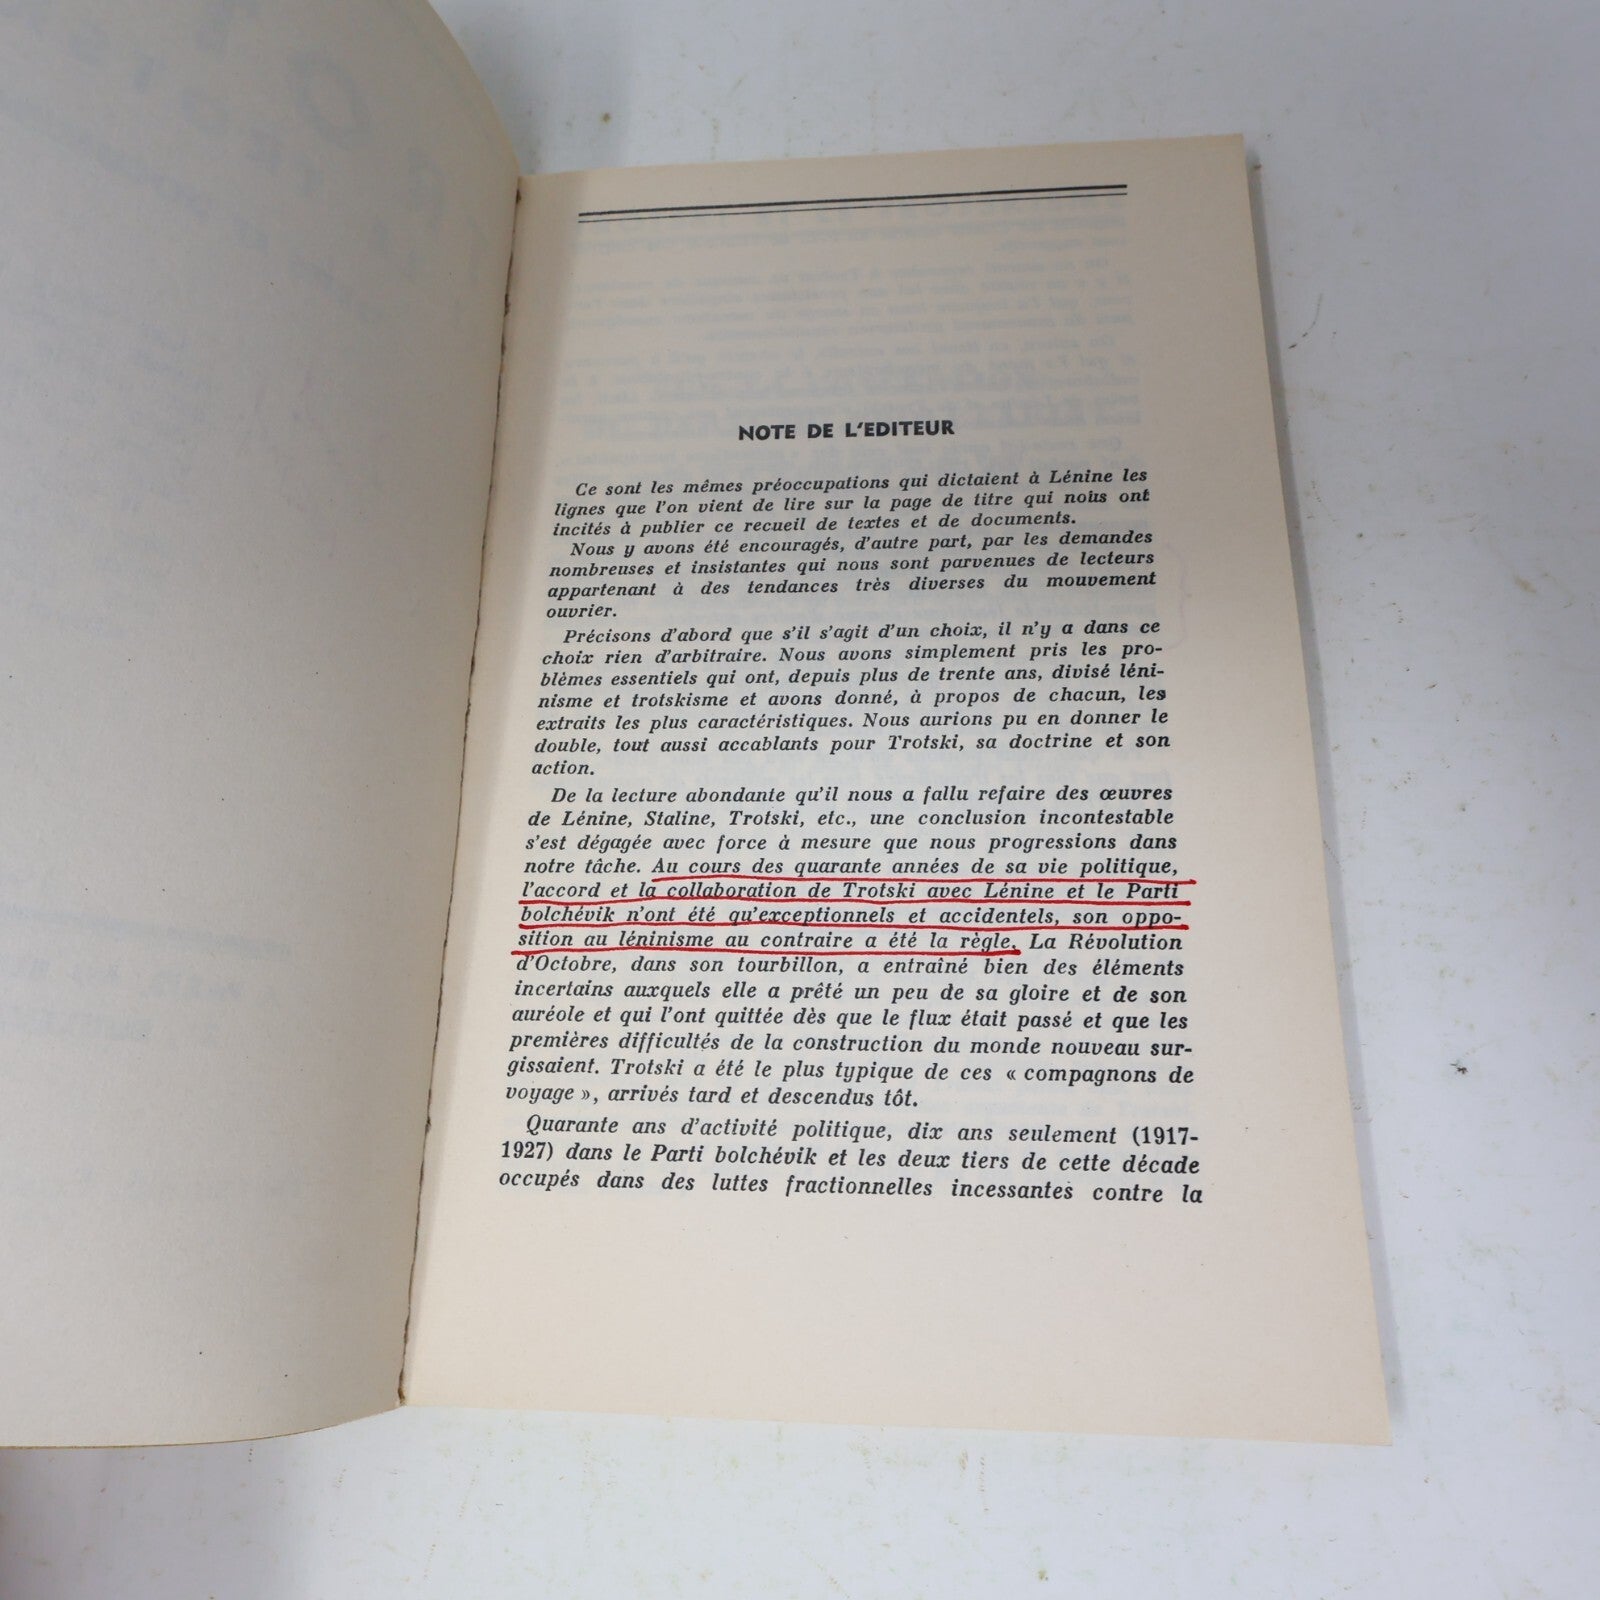 NOTE DE L'EDITEUR
Ce sont les mêmes préoccupations qui dictaient à Lénine les
lignes que l'on vient de lire sur la page de titre qui nous ont
incités à publier ce recueil de textes et de documents.
Nous y avons été encouragés, d'autre part, par les demandes
nombreuses et insistantes qui nous sont parvenues de lecteurs
appartenant à des tendances très diverses du mouvement
ouvrier.
Précisons d'abord que s'il s'agit d'un choix, il n'y a dans ce
choix rien d'arbitraire. Nous avons simplement pris les pro-
blèmes essentiels qui ont, depuis plus de trente ans, divisé léni-
nisme et trotskisme et avons donné, à propos de chacun, les
extraits les plus caractéristiques. Nous aurions pu en donner le
double, tout aussi accablants pour Trotski, sa doctrine et son
action.
De la lecture abondante qu'il nous a fallu refaire des œuvres
de Lénine, Staline, Trotski, etc., une conclusion incontestable
s'est dégagée avec force à mesure que nous progressions dans
notre tâche. Au cours des quarante années de sa vie politique,
l'accord et la collaboration de Trotski avec Lénine et le Parti
bolchévik n'ont été qu'exceptionnels et accidentels, son oppo-
sition au léninisme au contraire a été la règle. La Révolution
d'Octobre, dans son tourbillon, a entraîné bien des éléments
incertains auxquels elle a prêté un peu de sa gloire et de son
auréole et qui l'ont quittée dès que le flux était passé et que les
premières difficultés de la construction du monde nouveau sur-
gissaient. Trotski a été le plus typique de ces « compagnons de
voyage », arrivés tard et descendus tôt.
Quarante ans d'activité politique, dix ans seulement (1917-
1927) dans le Parti bolchévik et les deux tiers de cette décade
occupés dans des luttes fractionnelles incessantes contre la